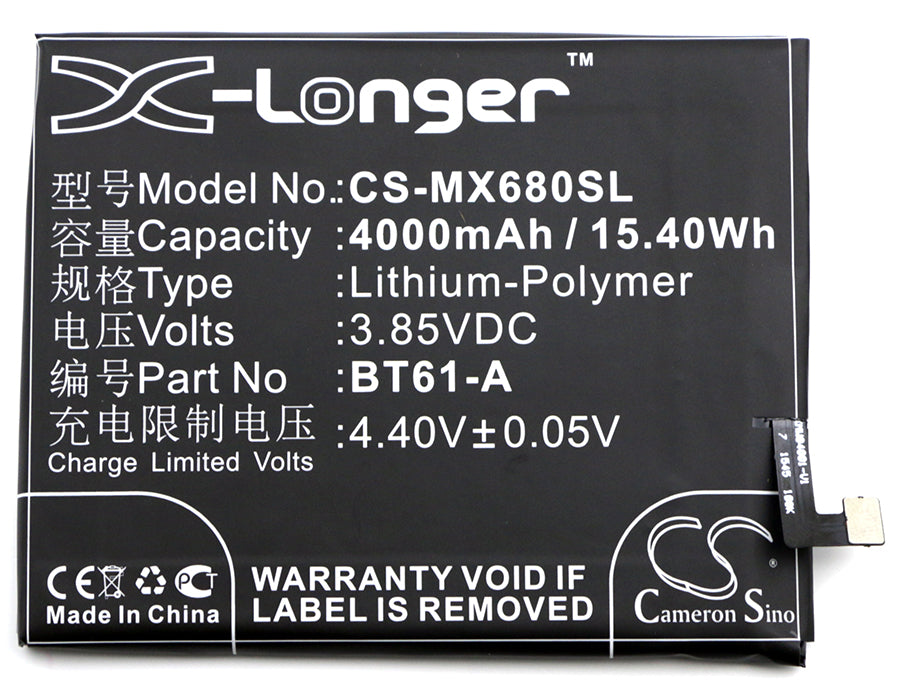 X-Longer™
型号Model No.:CS-MX680SL
容量Capacity :4000mAh / 15.40Wh
规格Type :Lithium-Polymer
电压Volts :3.85VDC
编号Part No :BT61-A
充电限制电压 :4.40V±0.05V
Charge Limited Volts
CE PCT
Made In China
WARRANTY VOID IF
LABEL IS REMOVED
CS ®
Cameron Sino